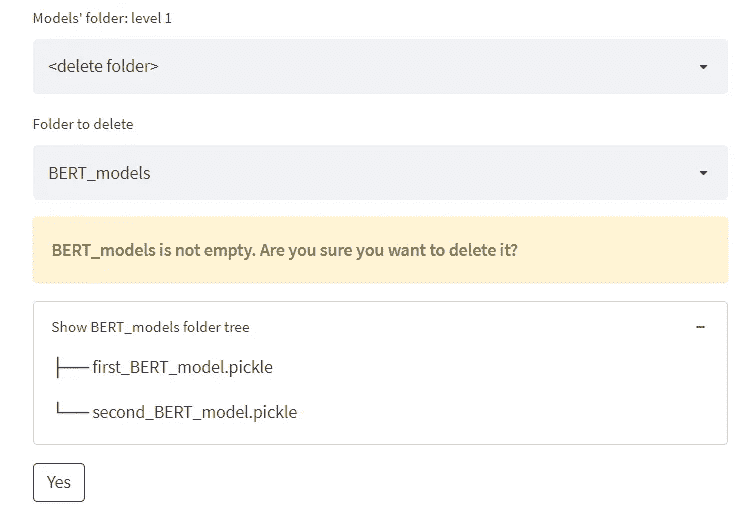 Models' folder: level 1
<delete folder>
Folder to delete
BERT_models
BERT_models is not empty. Are you sure you want to delete it?
Show BERT_models folder tree
├── first_BERT_model.pickle
└── second_BERT_model.pickle
Yes